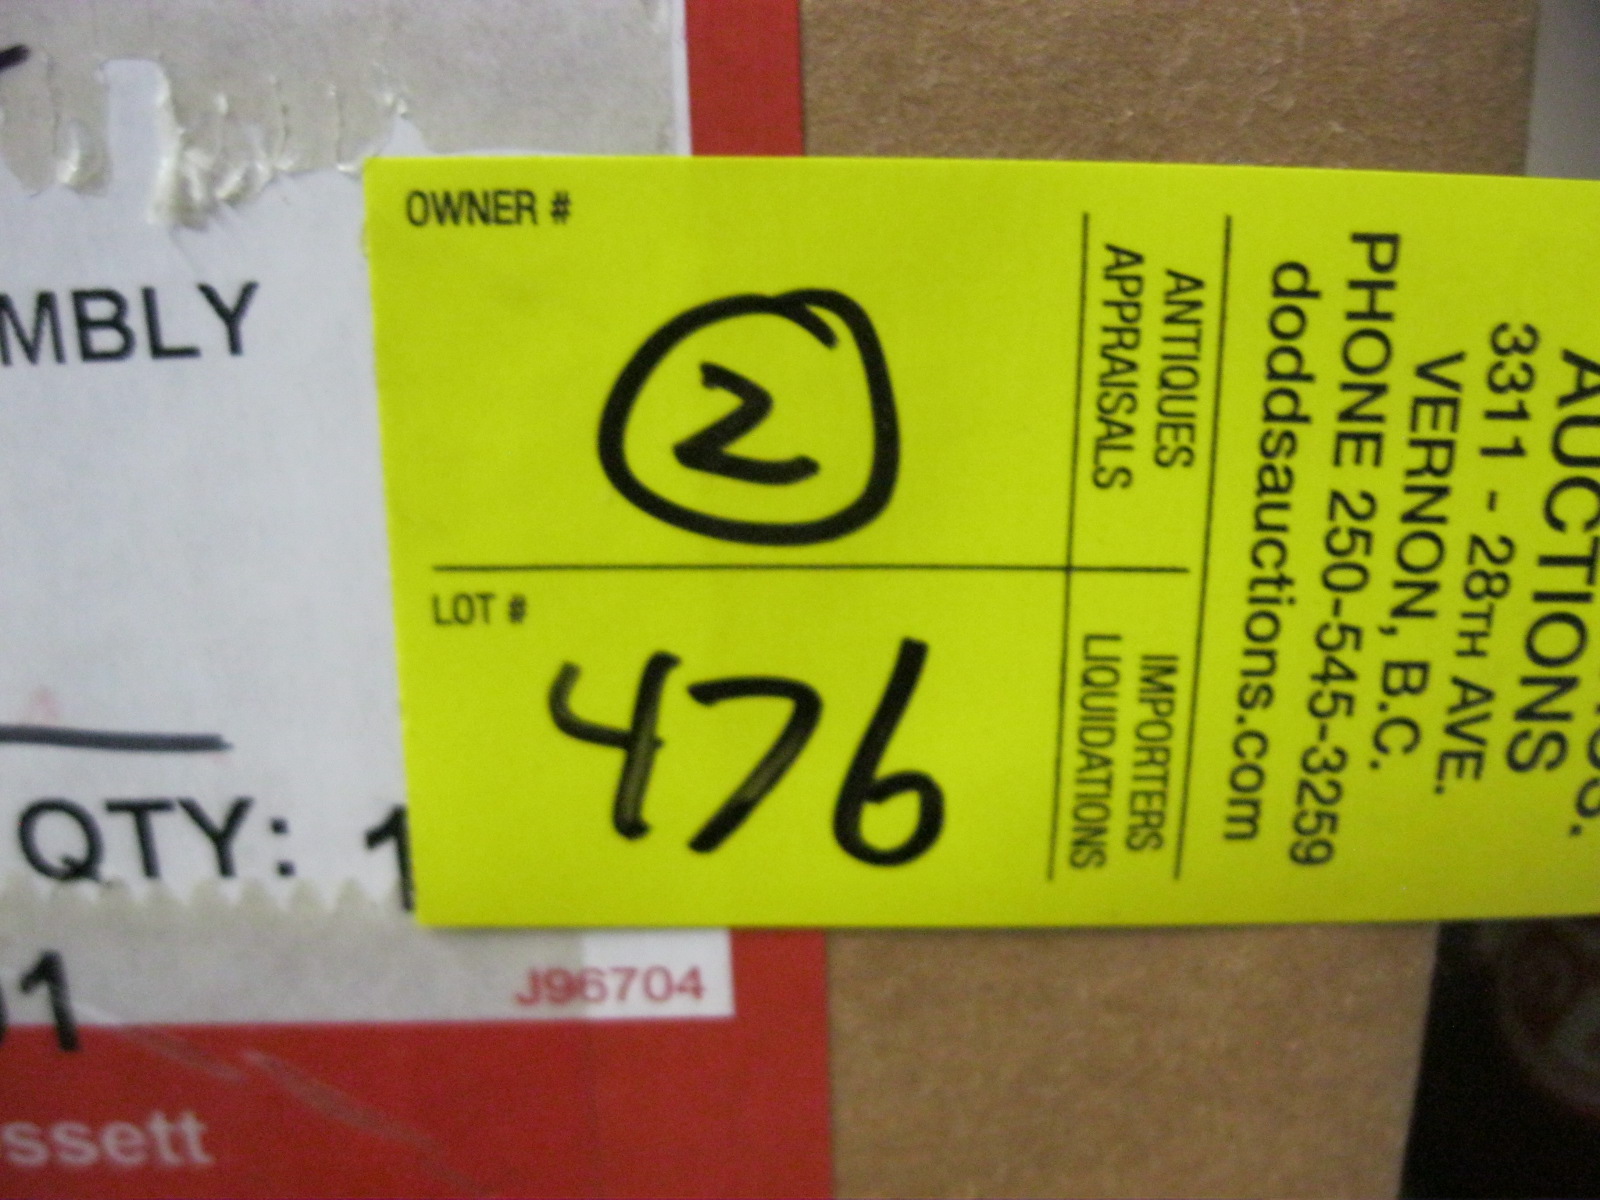 MBLY
QTY: 1
01
J96704
ssett
OWNER #
2
LOT #
476
ANTIQUES
APPRAISALS
IMPORTERS
LIQUIDATIONS
AUCTIONS
3311 - 28TH AVE.
VERNON, B.C.
PHONE 250-545-3259
doddsauctions.com